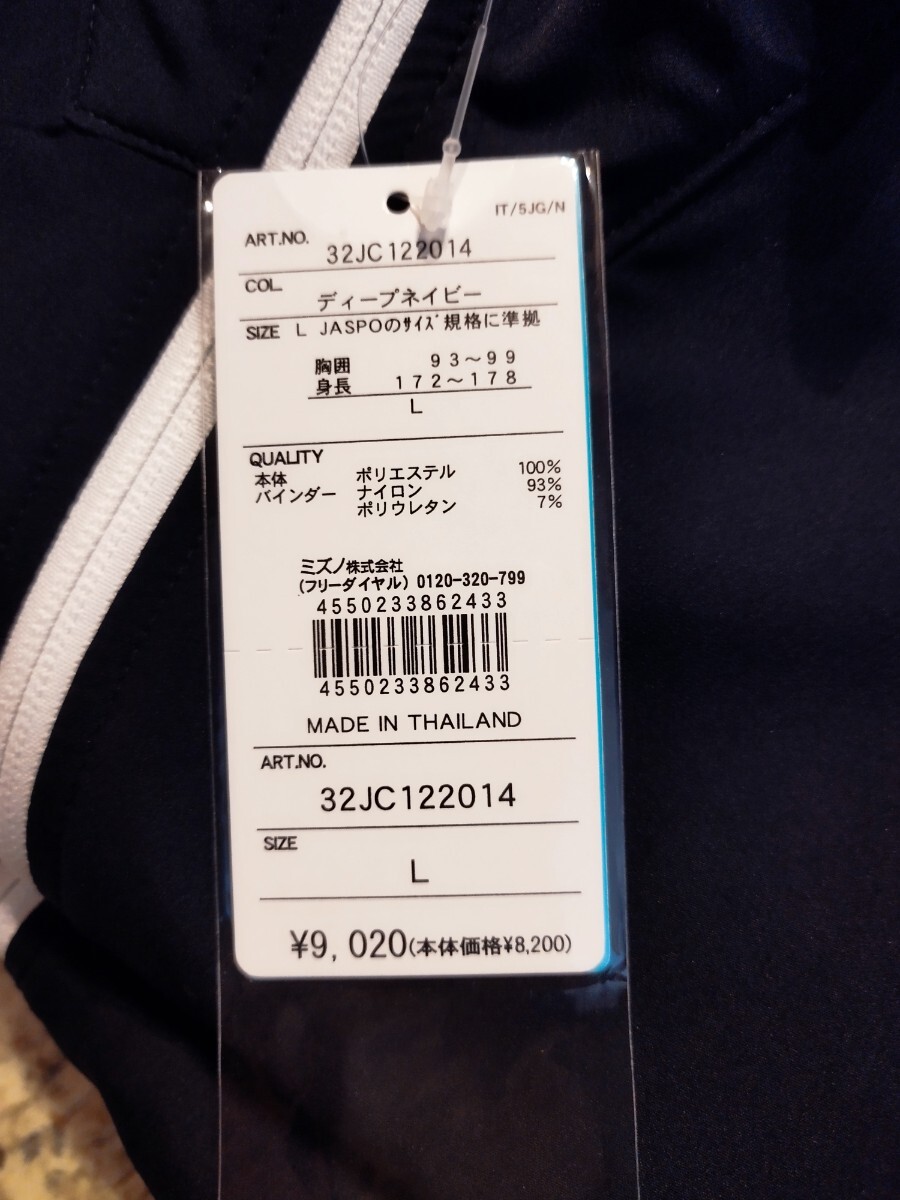 IT/5JG/N
ART.NO. 32JC122014
COL. ディープネイビー
SIZE L JASPOのｻｲｽﾞ規格に準拠
胸囲 93～99
身長 172～178
L
QUALITY
本体 ポリエステル 100%
バインダー ナイロン 93%
ポリウレタン 7%
ミズノ株式会社
(フリーダイヤル) 0120-320-799
4550233862433
4550233862433
MADE IN THAILAND
ART.NO.
32JC122014
SIZE
L
¥9,020(本体価格¥8,200)